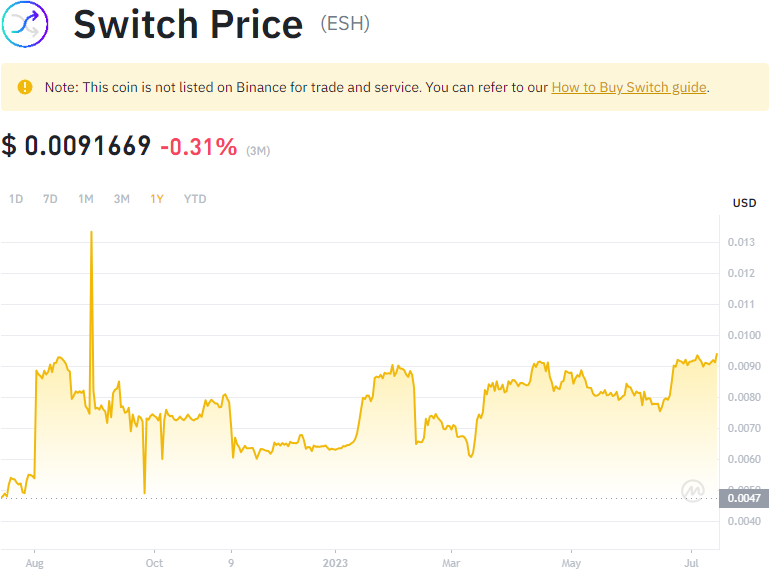 Switch Price (ESH)
Note: This coin is not listed on Binance for trade and service. You can refer to our How to Buy Switch guide.
$ 0.0091669 -0.31% (3M)
1D 7D 1M 3M 1Y YTD
USD
0.013
0.012
0.011
0.0100
0.0090
0.0080
0.0070
0.0060
0.0047
0.0040
Aug Oct 9 2023 Mar May Jul